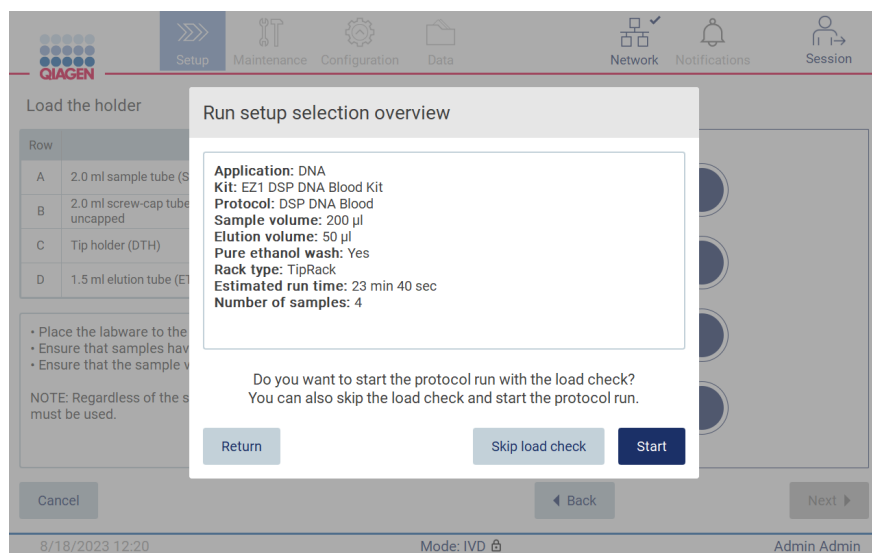 QIAGEN
Setup
Maintenance
Configuration
Data
Network
Notifications
Session
Load the holder
Row
A 2.0 ml sample tube (S
B 2.0 ml screw-cap tube
uncapped
C Tip holder (DTH)
D 1.5 ml elution tube (ET
• Place the labware to the
• Ensure that samples hav
• Ensure that the sample v
NOTE: Regardless of the s
must be used.
Run setup selection overview
Application: DNA
Kit: EZ1 DSP DNA Blood Kit
Protocol: DSP DNA Blood
Sample volume: 200 µl
Elution volume: 50 µl
Pure ethanol wash: Yes
Rack type: TipRack
Estimated run time: 23 min 40 sec
Number of samples: 4
Do you want to start the protocol run with the load check?
You can also skip the load check and start the protocol run.
Return
Skip load check
Start
Cancel
Back
Next
8/18/2023 12:20
Mode: IVD
Admin Admin